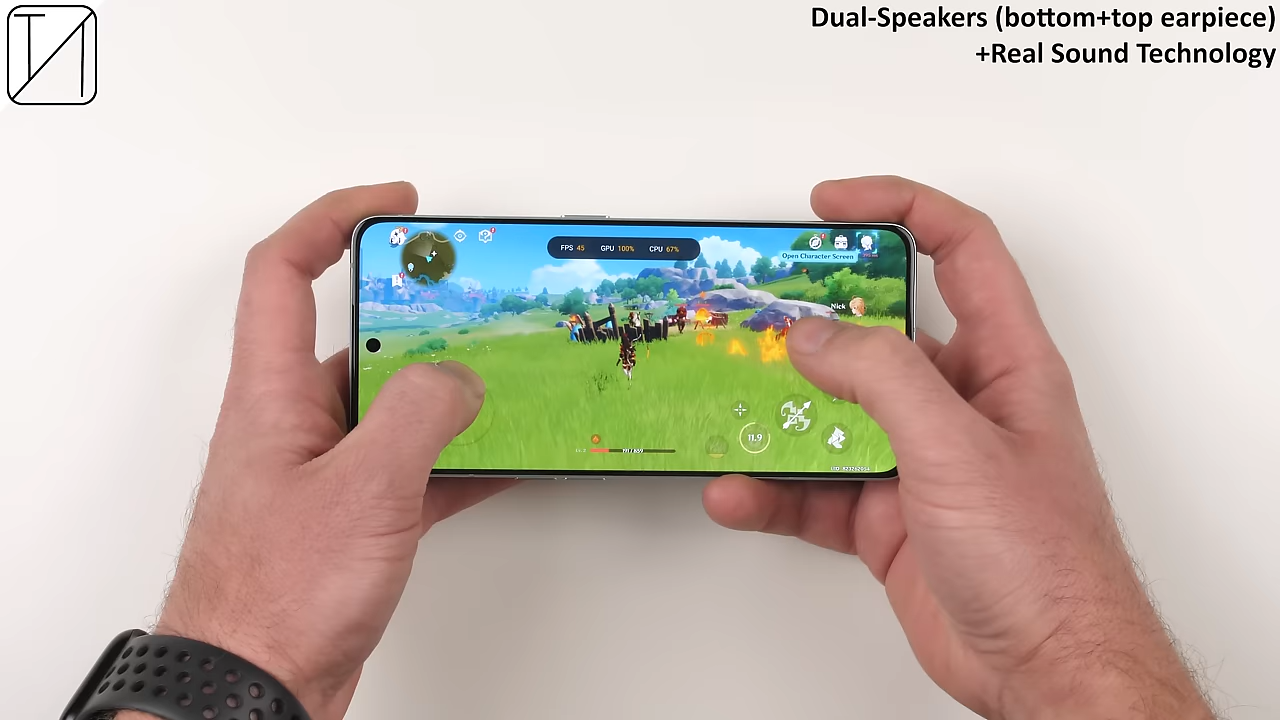 TN
Dual-Speakers (bottom+top earpiece)
+Real Sound Technology
FPS 45 GPU 100% CPU 67%
Open Character Screen
Nick
11.9